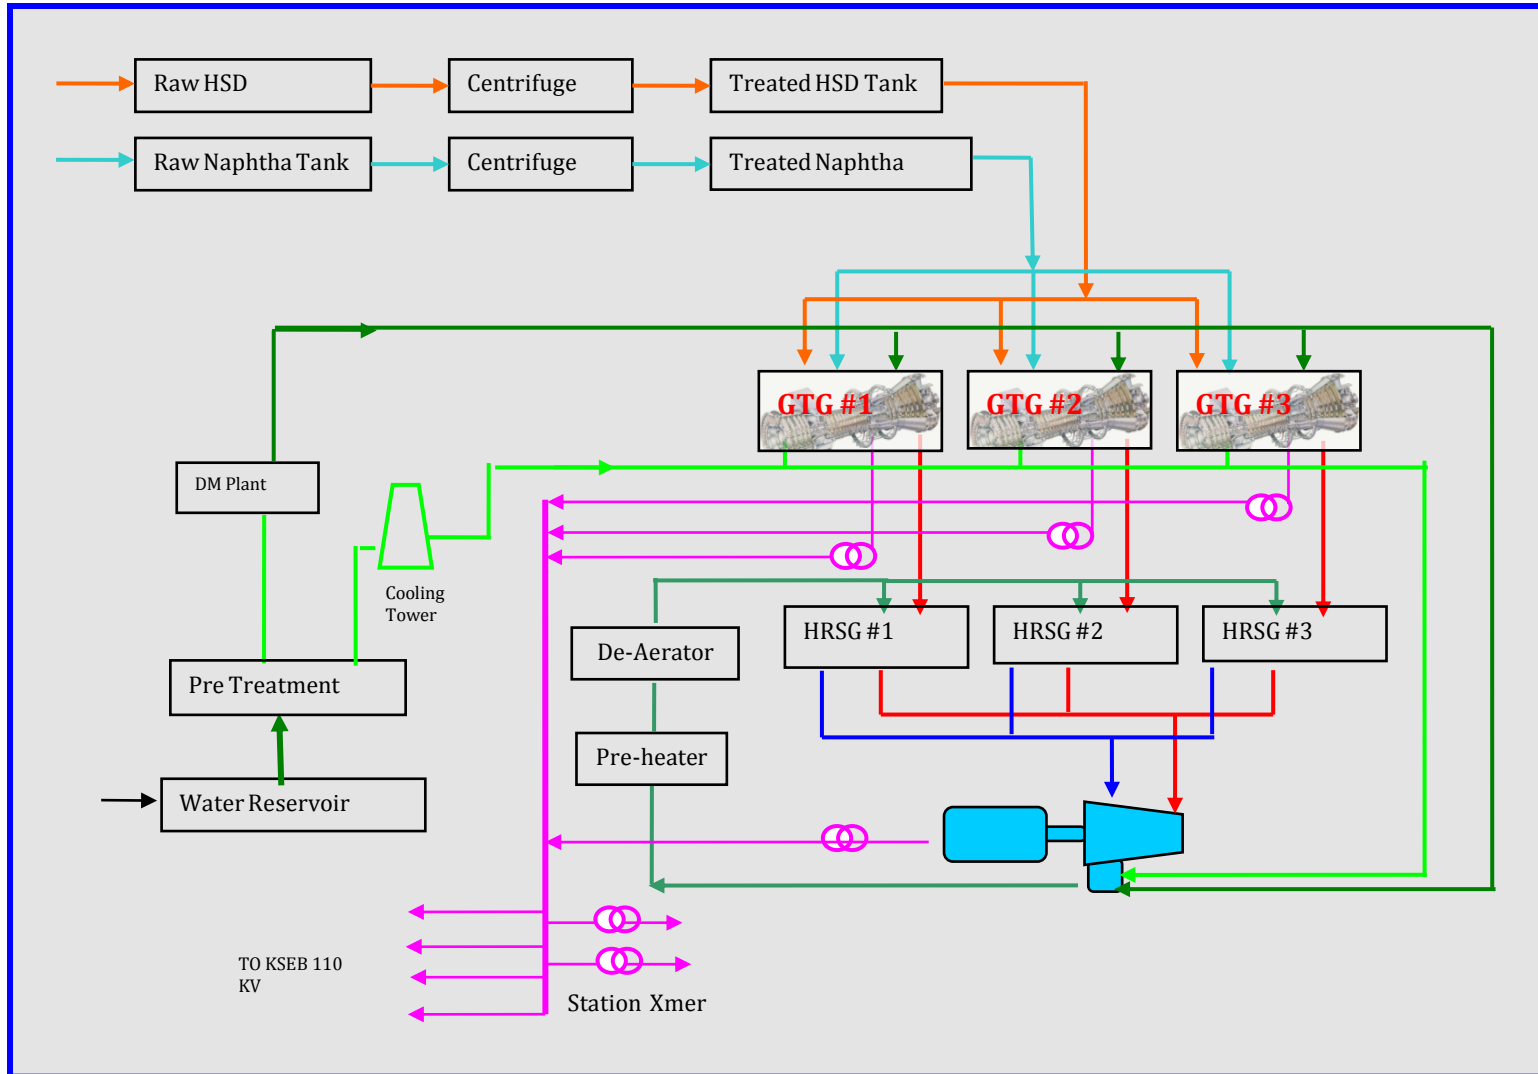 Raw HSD
Centrifuge
Treated HSD Tank
Raw Naphtha Tank
Centrifuge
Treated Naphtha
GTG #1
GTG #2
GTG #3
DM Plant
Cooling
Tower
HRSG #1
HRSG #2
HRSG #3
De-Aerator
Pre Treatment
Pre-heater
Water Reservoir
TO KSEB 110
KV
Station Xmer